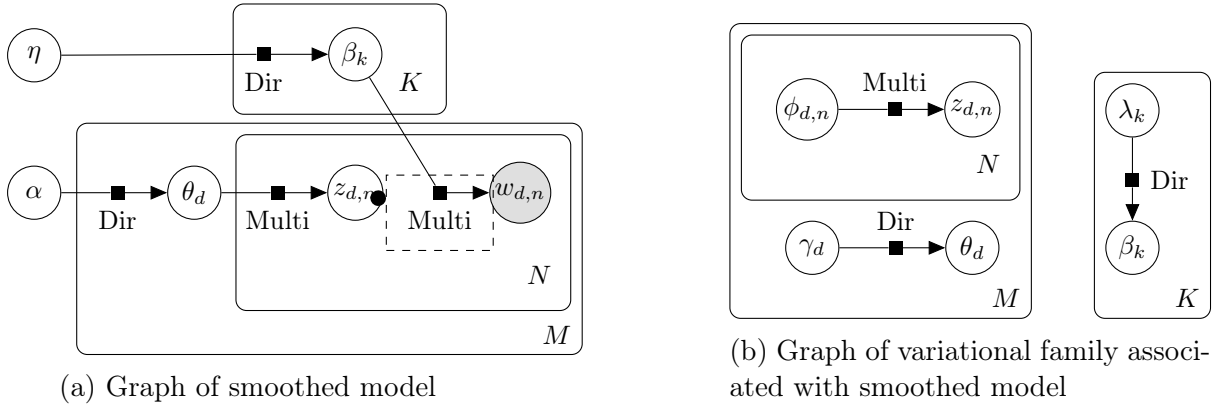 η
Dir
β_k
K
α
Dir
θ_d
Multi
z_{d,n}
Multi
w_{d,n}
N
M
(a) Graph of smoothed model
ϕ_{d,n}
Multi
z_{d,n}
N
γ_d
Dir
θ_d
M
λ_k
Dir
β_k
K
(b) Graph of variational family associ-
ated with smoothed model